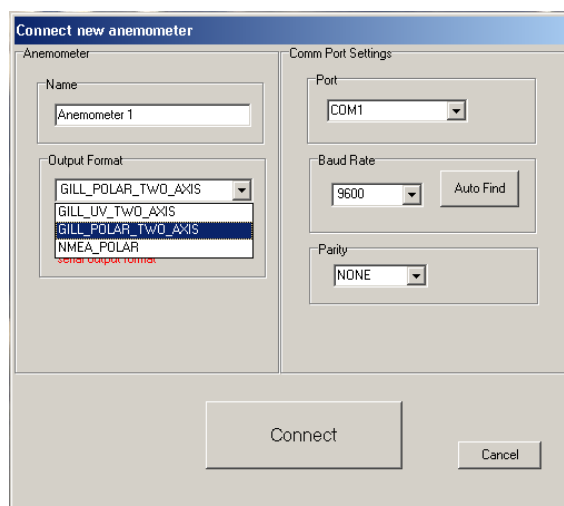 Connect new anemometer
Anemometer
Name
Anemometer 1
Output Format
GILL_POLAR_TWO_AXIS
GILL_UV_TWO_AXIS
GILL_POLAR_TWO_AXIS
NMEA_POLAR
serial output format
Comm Port Settings
Port
COM1
Baud Rate
9600
Auto Find
Parity
NONE
Connect
Cancel